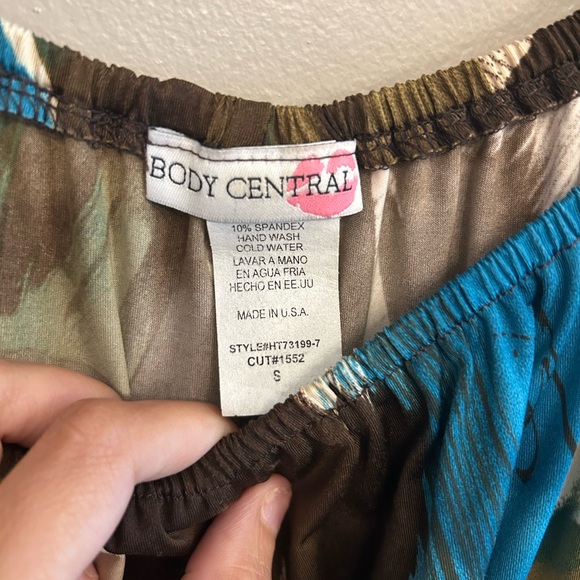 BODY CENTRAL
10% SPANDEX
HAND WASH
COLD WATER
LAVAR A MANO
EN AGUA FRIA
HECHO EN EE.UU
MADE IN U.S.A.
STYLE#HT73199-7
CUT#1552
S